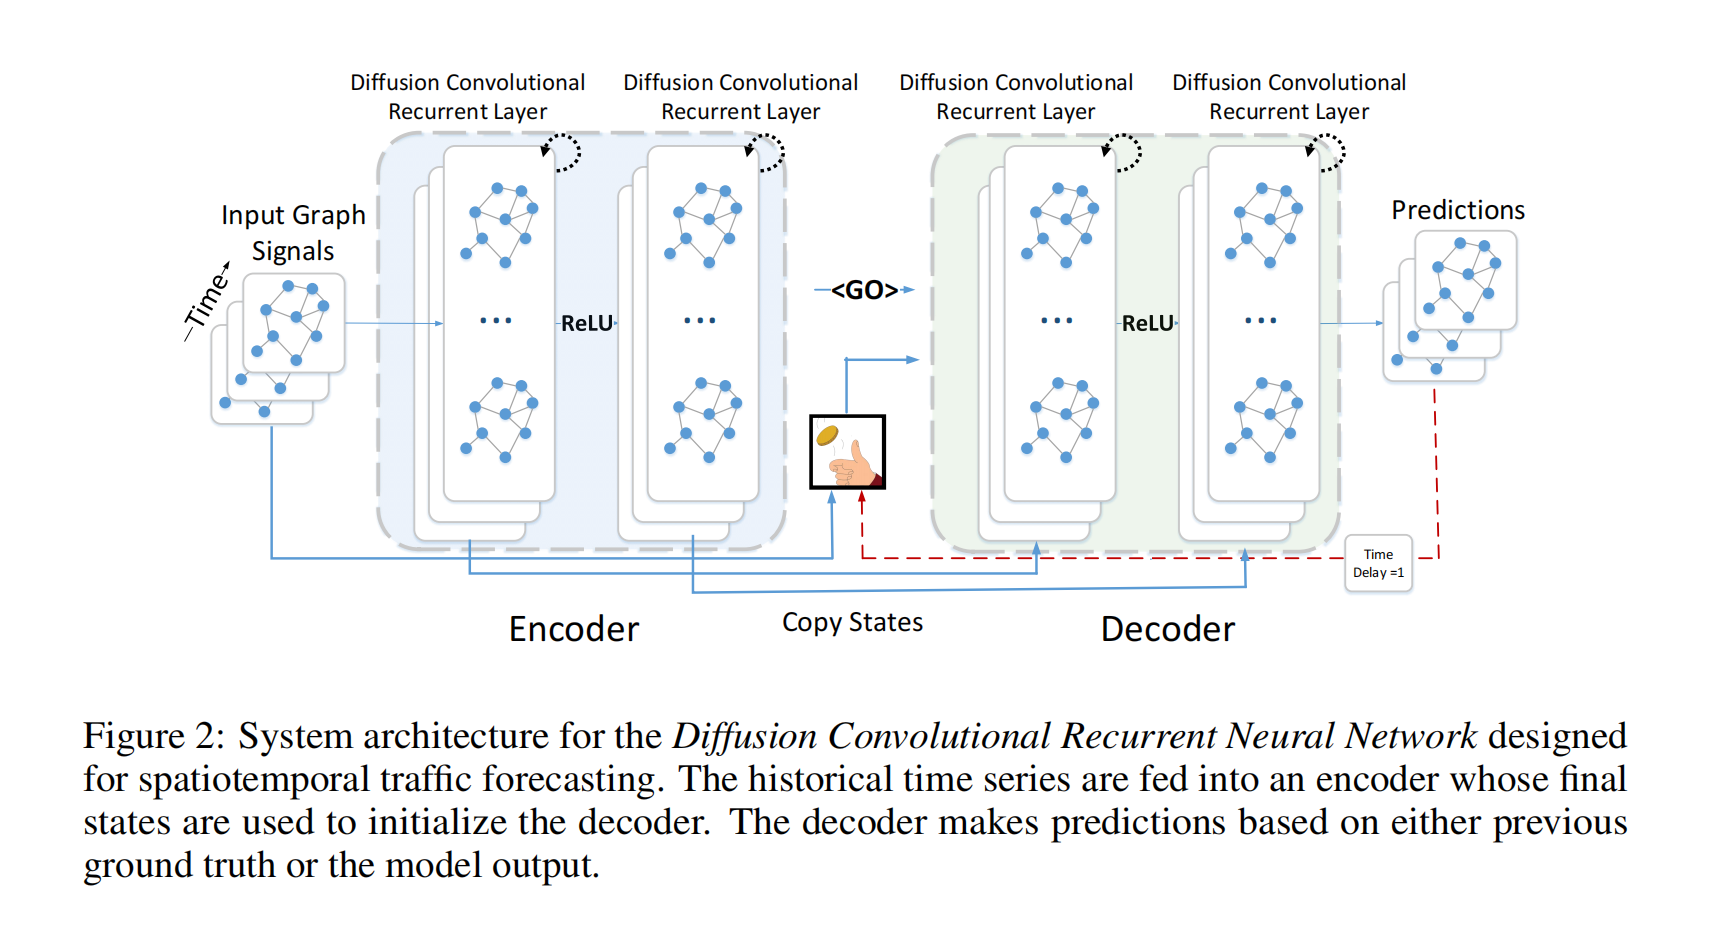 Diffusion Convolutional
Recurrent Layer
Diffusion Convolutional
Recurrent Layer
Diffusion Convolutional
Recurrent Layer
Diffusion Convolutional
Recurrent Layer
Input Graph
Signals
Time
ReLU
<GO>
ReLU
Predictions
Time
Delay =1
Encoder
Copy States
Decoder
Figure 2: System architecture for the Diffusion Convolutional Recurrent Neural Network designed
for spatiotemporal traffic forecasting. The historical time series are fed into an encoder whose final
states are used to initialize the decoder. The decoder makes predictions based on either previous
ground truth or the model output.